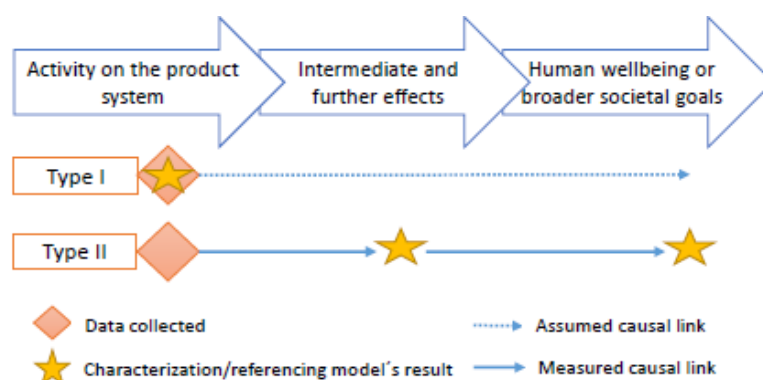 Activity on the product
system
Intermediate and
further effects
Human wellbeing or
broader societal goals
Type I
Type II
Data collected
Assumed causal link
Characterization/referencing model´s result
Measured causal link